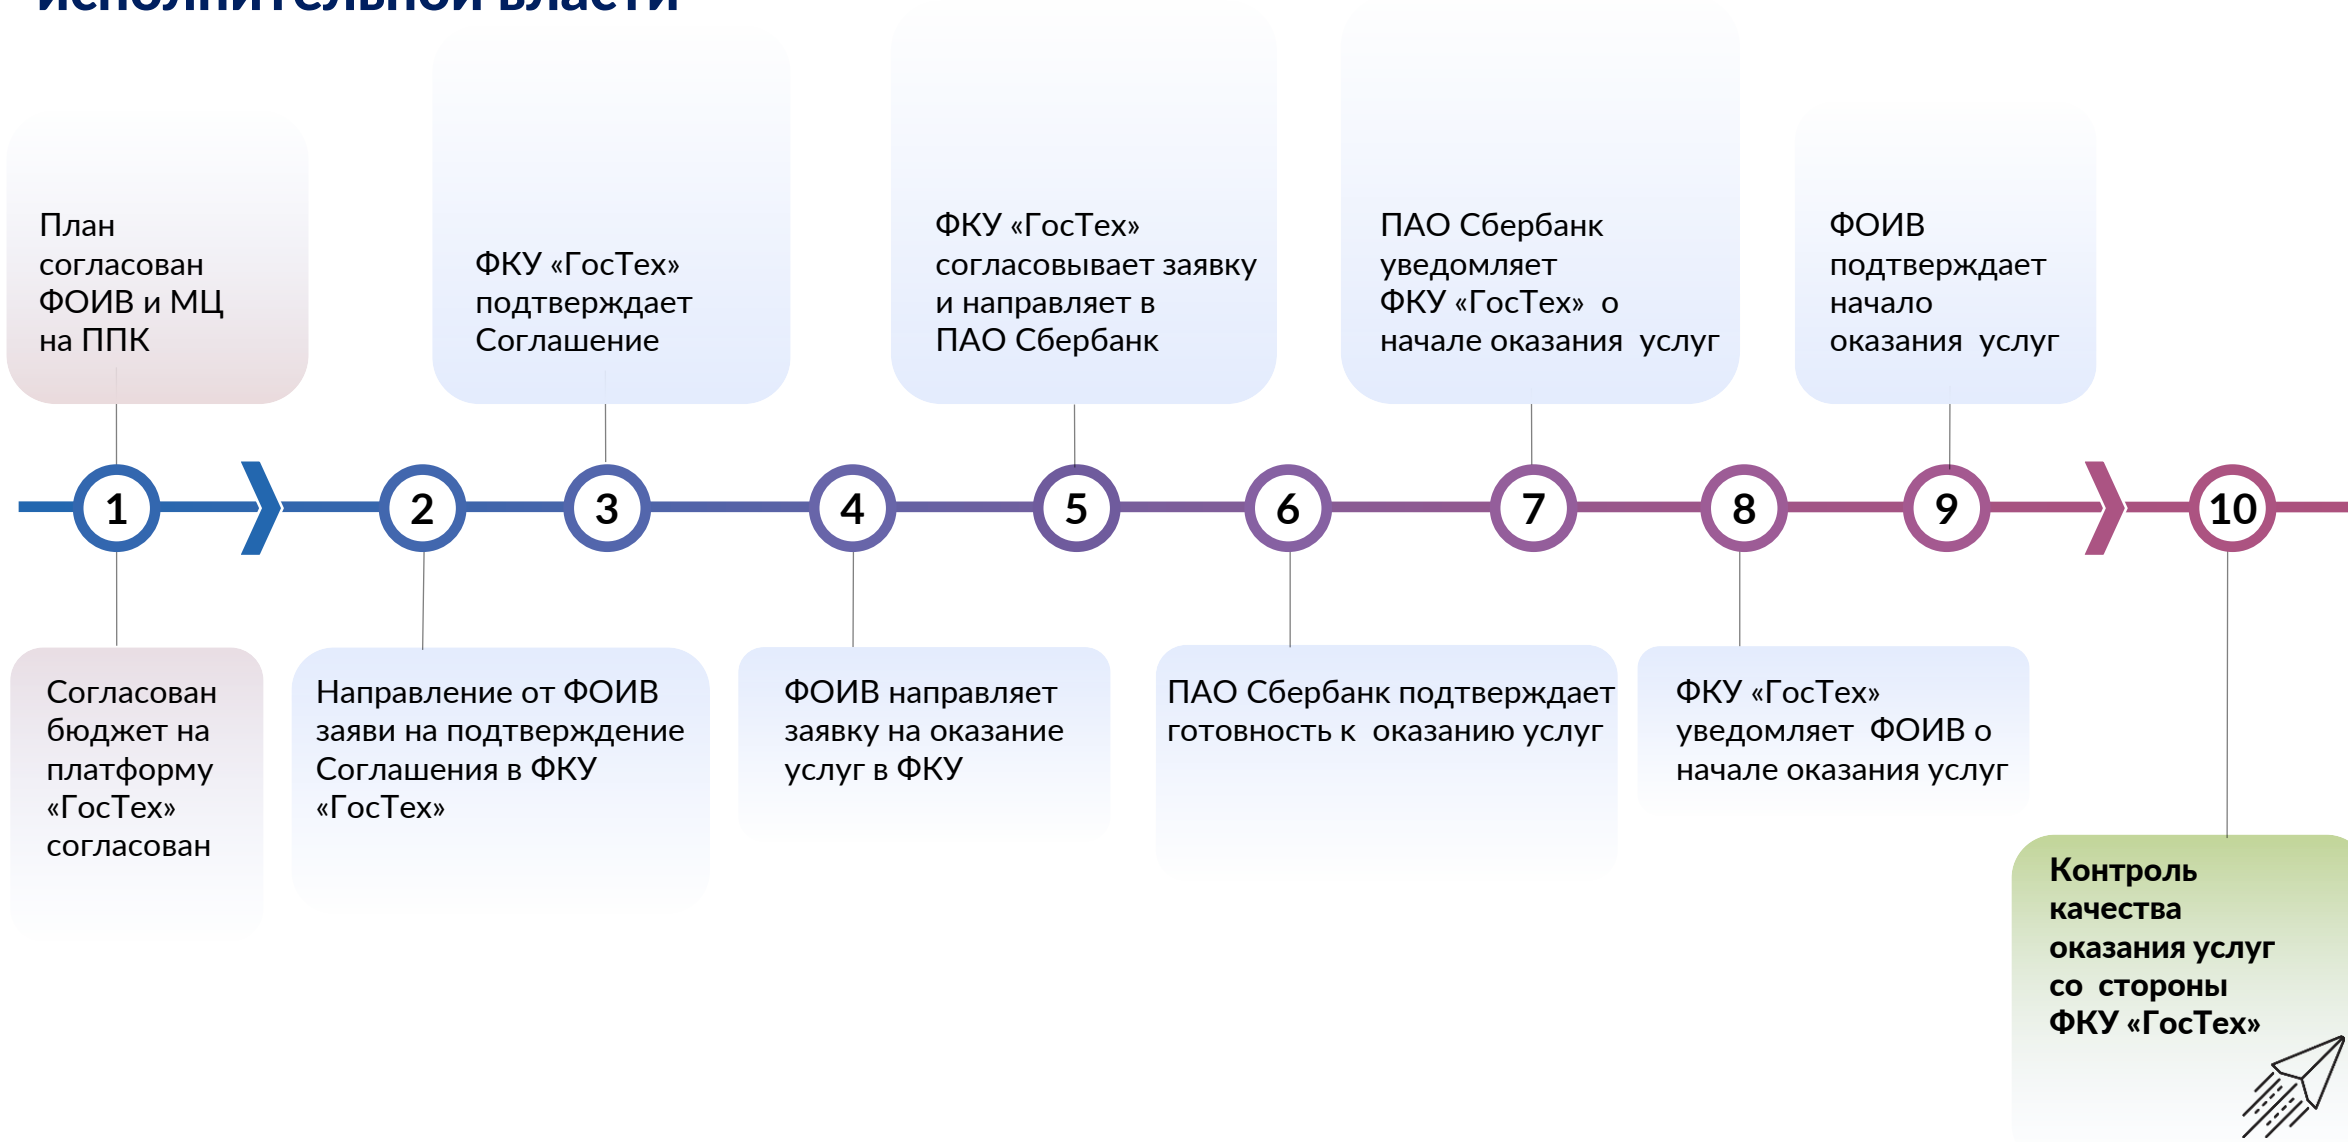 исполнительной власти
План
согласован
ФОИВ и МЦ
на ППК
ФКУ «ГосТех»
подтверждает
Соглашение
ФКУ «ГосТех»
согласовывает заявку
и направляет в
ПАО Сбербанк
ПАО Сбербанк
уведомляет
ФКУ «ГосТех» о
начале оказания услуг
ФОИВ
подтверждает
начало
оказания услуг
1
2
3
4
5
6
7
8
9
10
Согласован
бюджет на
платформу
«ГосТех»
согласован
Направление от ФОИВ
заяви на подтверждение
Соглашения в ФКУ
«ГосТех»
ФОИВ направляет
заявку на оказание
услуг в ФКУ
ПАО Сбербанк подтверждает
готовность к оказанию услуг
ФКУ «ГосТех»
уведомляет ФОИВ о
начале оказания услуг
Контроль
качества
оказания услуг
со стороны
ФКУ «ГосТех»